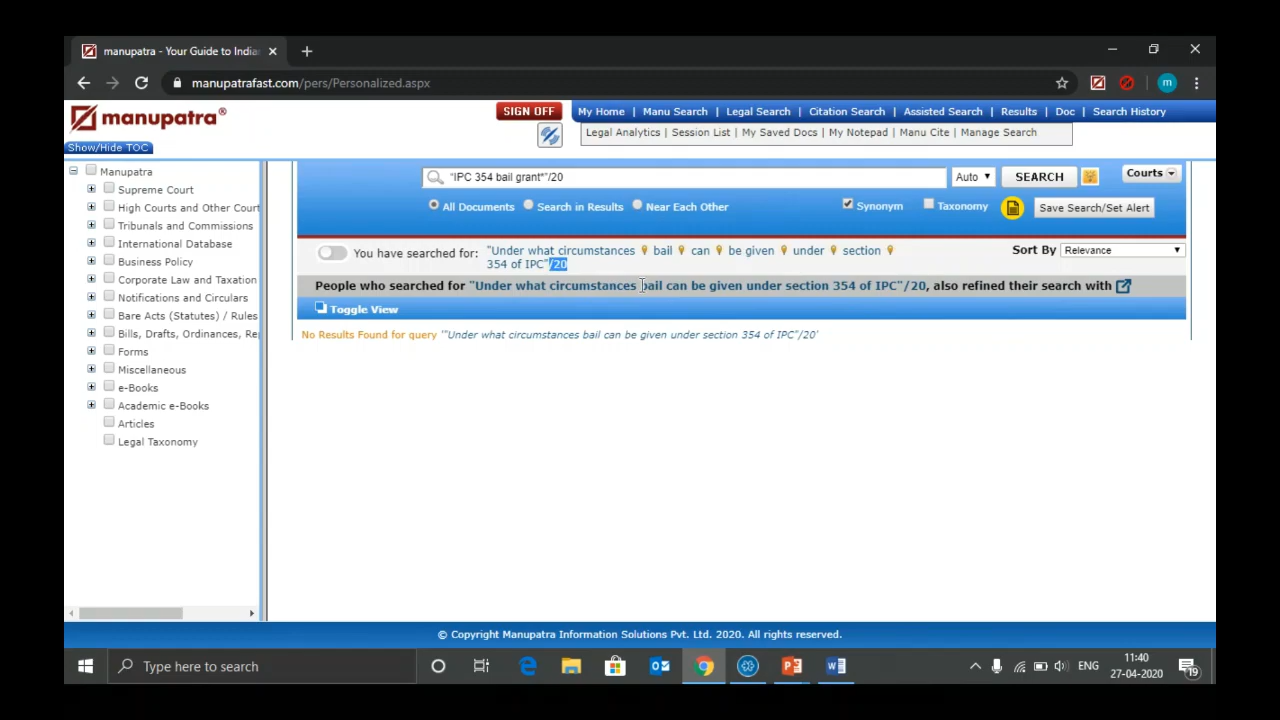 manupatra - Your Guide to India
manupatrafast.com/pers/Personalized.aspx
m
manupatra®
SIGN OFF
My Home | Manu Search | Legal Search | Citation Search | Assisted Search | Results | Doc | Search History
Legal Analytics | Session List | My Saved Docs | My Notepad | Manu Cite | Manage Search
Show/Hide TOC
Manupatra
Supreme Court
High Courts and Other Court
Tribunals and Commissions
International Database
Business Policy
Corporate Law and Taxation
Notifications and Circulars
Bare Acts (Statutes) / Rules
Bills, Drafts, Ordinances, Re
Forms
Miscellaneous
e-Books
Academic e-Books
Articles
Legal Taxonomy
"IPC 354 bail grant*"/20
Auto
SEARCH
Courts
All Documents
Search in Results
Near Each Other
Synonym
Taxonomy
Save Search/Set Alert
You have searched for: "Under what circumstances bail can be given under section
354 of IPC"/20
Sort By Relevance
People who searched for "Under what circumstances bail can be given under section 354 of IPC"/20, also refined their search with
Toggle View
No Results Found for query '"Under what circumstances bail can be given under section 354 of IPC"/20'
© Copyright Manupatra Information Solutions Pvt. Ltd. 2020. All rights reserved.
Type here to search
ENG
11:40
27-04-2020
19